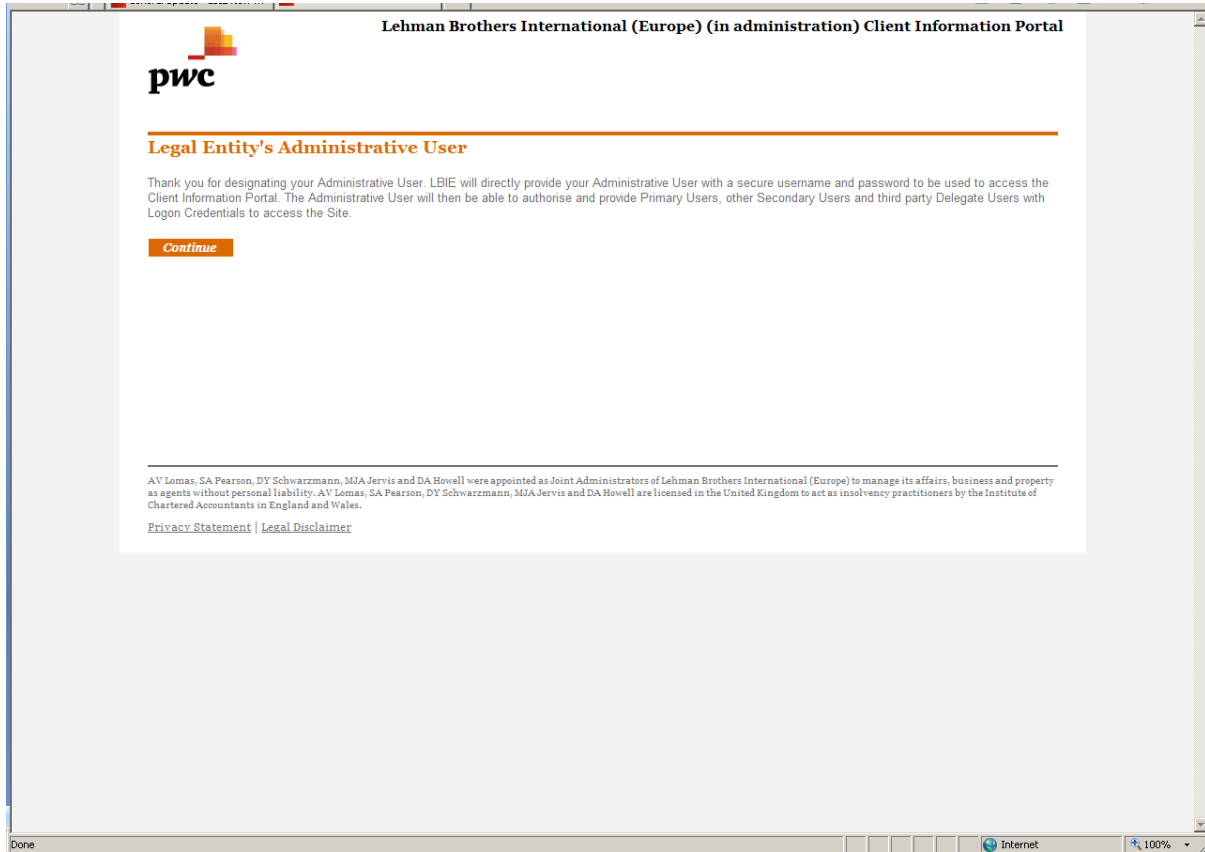 Lehman Brothers International (Europe) (in administration) Client Information Portal
pwc
Legal Entity's Administrative User
Thank you for designating your Administrative User. LBIE will directly provide your Administrative User with a secure username and password to be used to access the
Client Information Portal. The Administrative User will then be able to authorise and provide Primary Users, other Secondary Users and third party Delegate Users with
Logon Credentials to access the Site.
Continue
AV Lomas, SA Pearson, DY Schwarzmann, MJA Jervis and DA Howell were appointed as Joint Administrators of Lehman Brothers International (Europe) to manage its affairs, business and property
as agents without personal liability. AV Lomas, SA Pearson, DY Schwarzmann, MJA Jervis and DA Howell are licensed in the United Kingdom to act as insolvency practitioners by the Institute of
Chartered Accountants in England and Wales.
Privacy Statement | Legal Disclaimer
Done Internet 100%